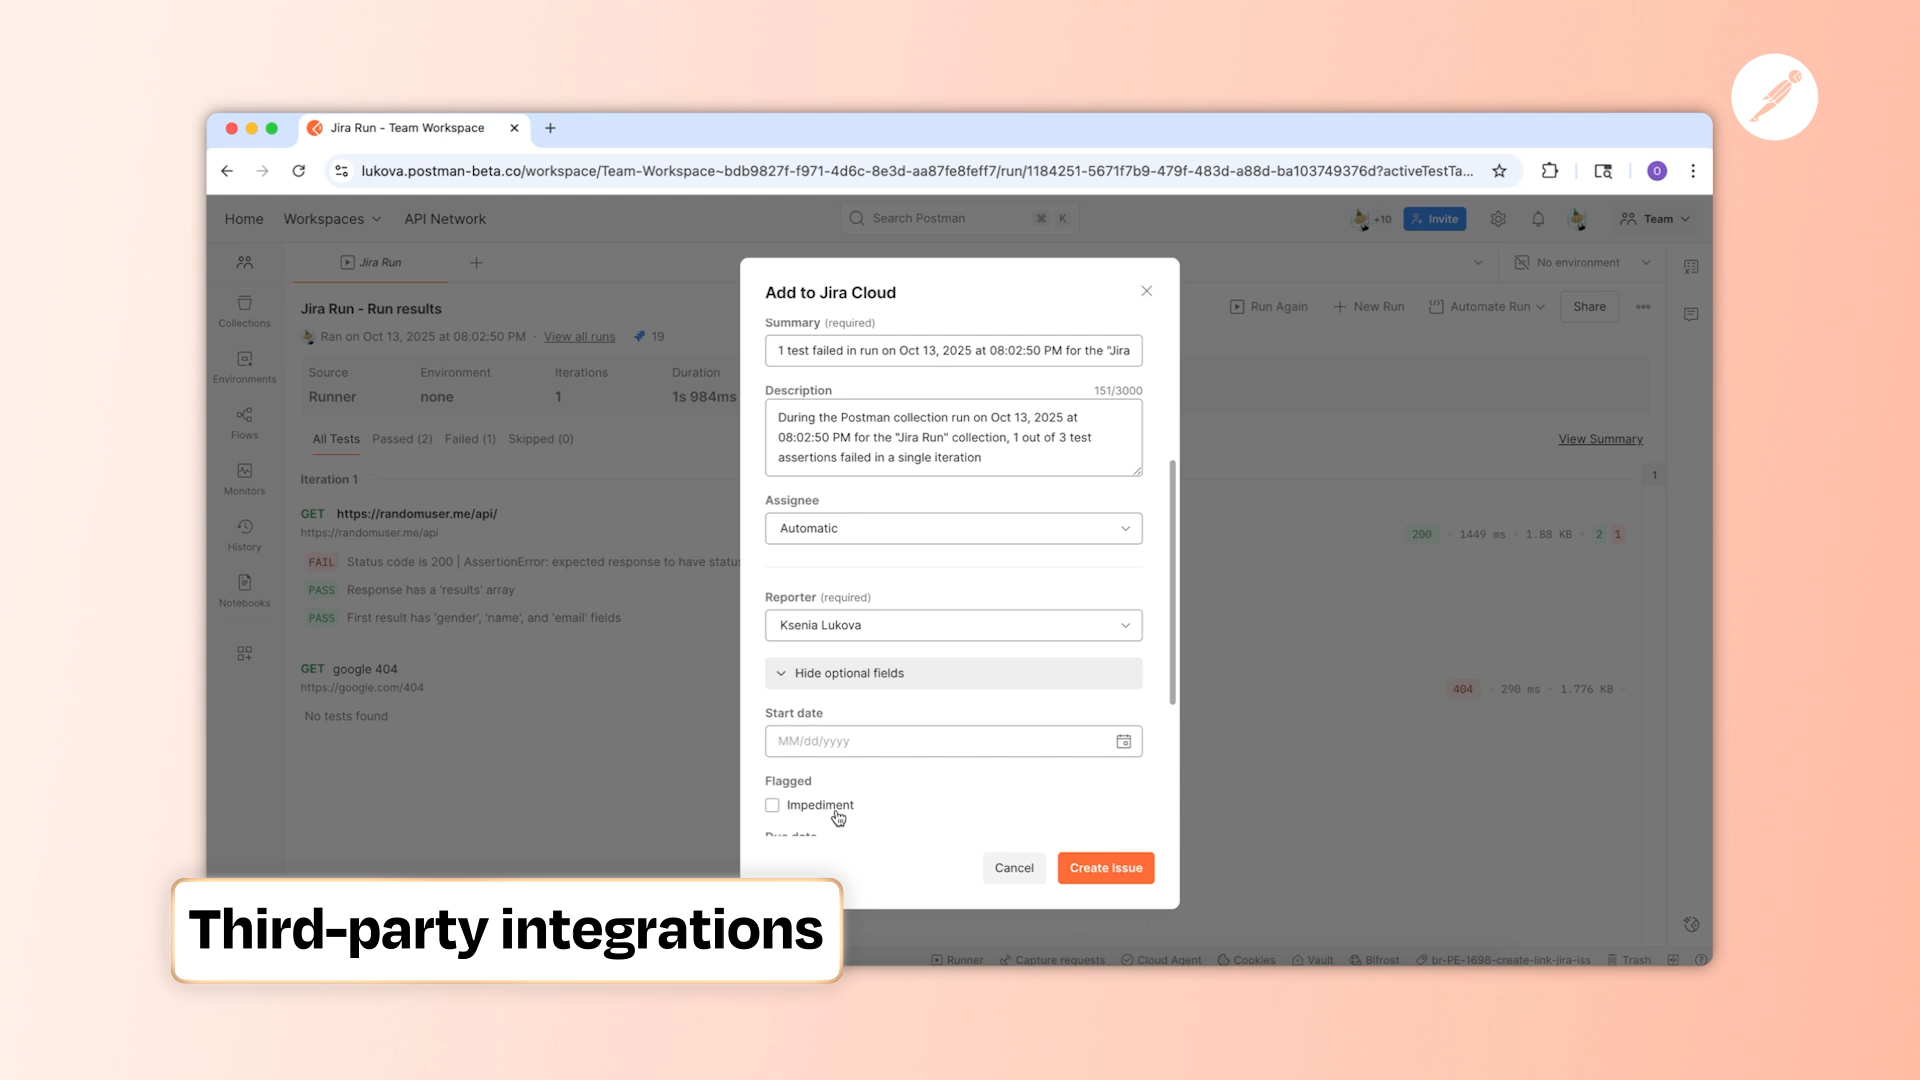 Jira Run - Team Workspace
lukova.postman-beta.co/workspace/Team-Workspace~bdb9827f-f971-4d6c-8e3d-aa87fe8feff7/run/1184251-5671f7b9-479f-483d-a88d-ba103749376d?activeTestTa...
O
Home Workspaces API Network
Search Postman ⌘ K
+10 Invite Team
Jira Run
No environment
Jira Run - Run results
Run Again New Run Automate Run Share
Ran on Oct 13, 2025 at 08:02:50 PM · View all runs 19
Source Environment Iterations Duration
Runner none 1 1s 984ms
All Tests Passed (2) Failed (1) Skipped (0)
View Summary
Iteration 1
1
GET https://randomuser.me/api/
https://randomuser.me/api
200 · 1449 ms · 1.88 KB · 2 1
FAIL Status code is 200 | AssertionError: expected response to have status
PASS Response has a 'results' array
PASS First result has 'gender', 'name', and 'email' fields
GET google 404
https://google.com/404
404 · 290 ms · 1.776 KB ·
No tests found
Collections
Environments
Flows
Monitors
History
Notebooks
Add to Jira Cloud
Summary (required)
1 test failed in run on Oct 13, 2025 at 08:02:50 PM for the "Jira
Description 151/3000
During the Postman collection run on Oct 13, 2025 at
08:02:50 PM for the "Jira Run" collection, 1 out of 3 test
assertions failed in a single iteration
Assignee
Automatic
Reporter (required)
Ksenia Lukova
Hide optional fields
Start date
MM/dd/yyyy
Flagged
Impediment
Due date
Cancel Create Issue
Third-party integrations
Runner Capture requests Cloud Agent Cookies Vault Bifrost br-PE-1698-create-link-jira-iss Trash